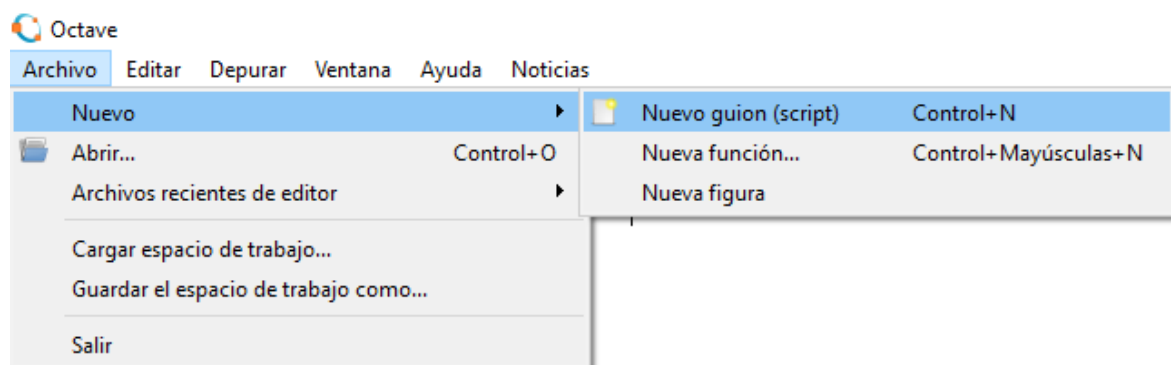 Octave
Archivo Editar Depurar Ventana Ayuda Noticias
Nuevo
Nuevo guion (script) Control+N
Abrir... Control+O
Nueva función... Control+Mayúsculas+N
Archivos recientes de editor
Nueva figura
Cargar espacio de trabajo...
Guardar el espacio de trabajo como...
Salir